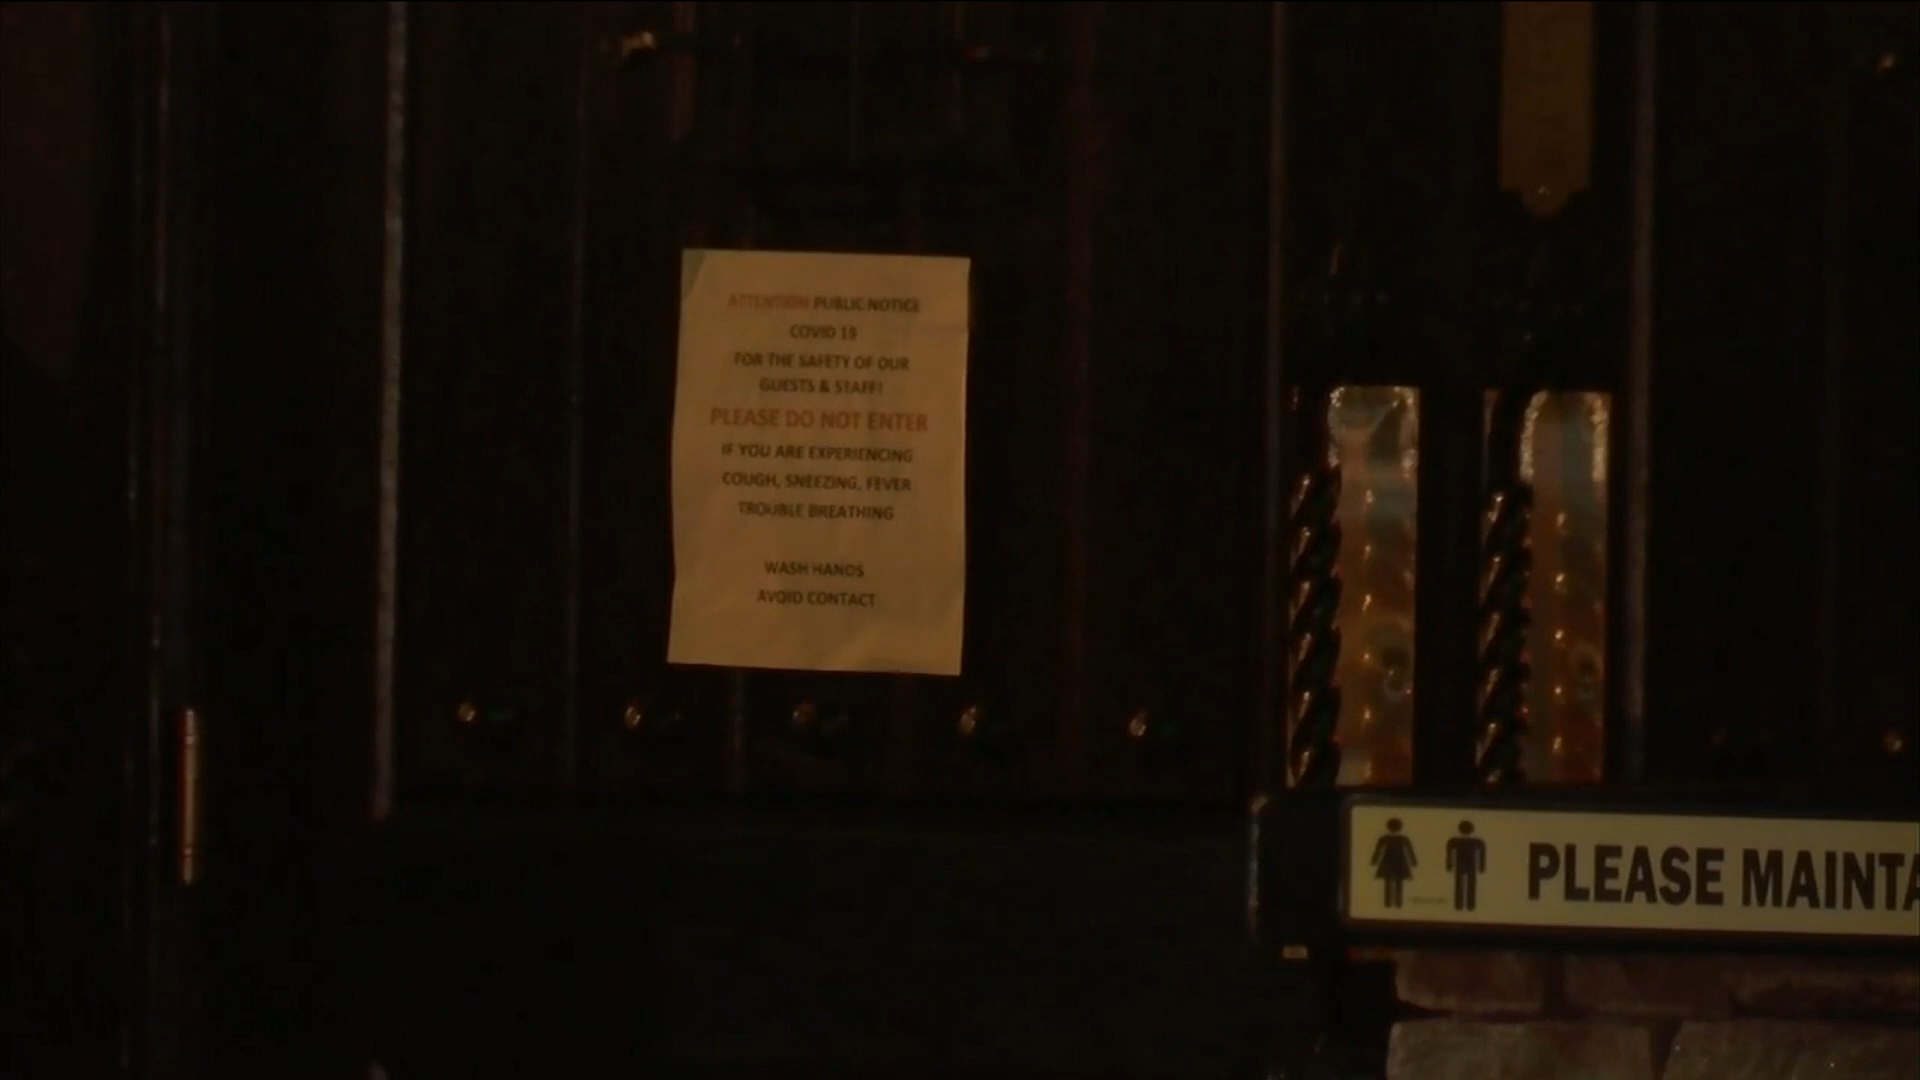 ATTENTION PUBLIC NOTICE
COVID 19
FOR THE SAFETY OF OUR
GUESTS & STAFF!
PLEASE DO NOT ENTER
IF YOU ARE EXPERIENCING
COUGH, SNEEZING, FEVER
TROUBLE BREATHING
WASH HANDS
AVOID CONTACT
PLEASE MAINTA